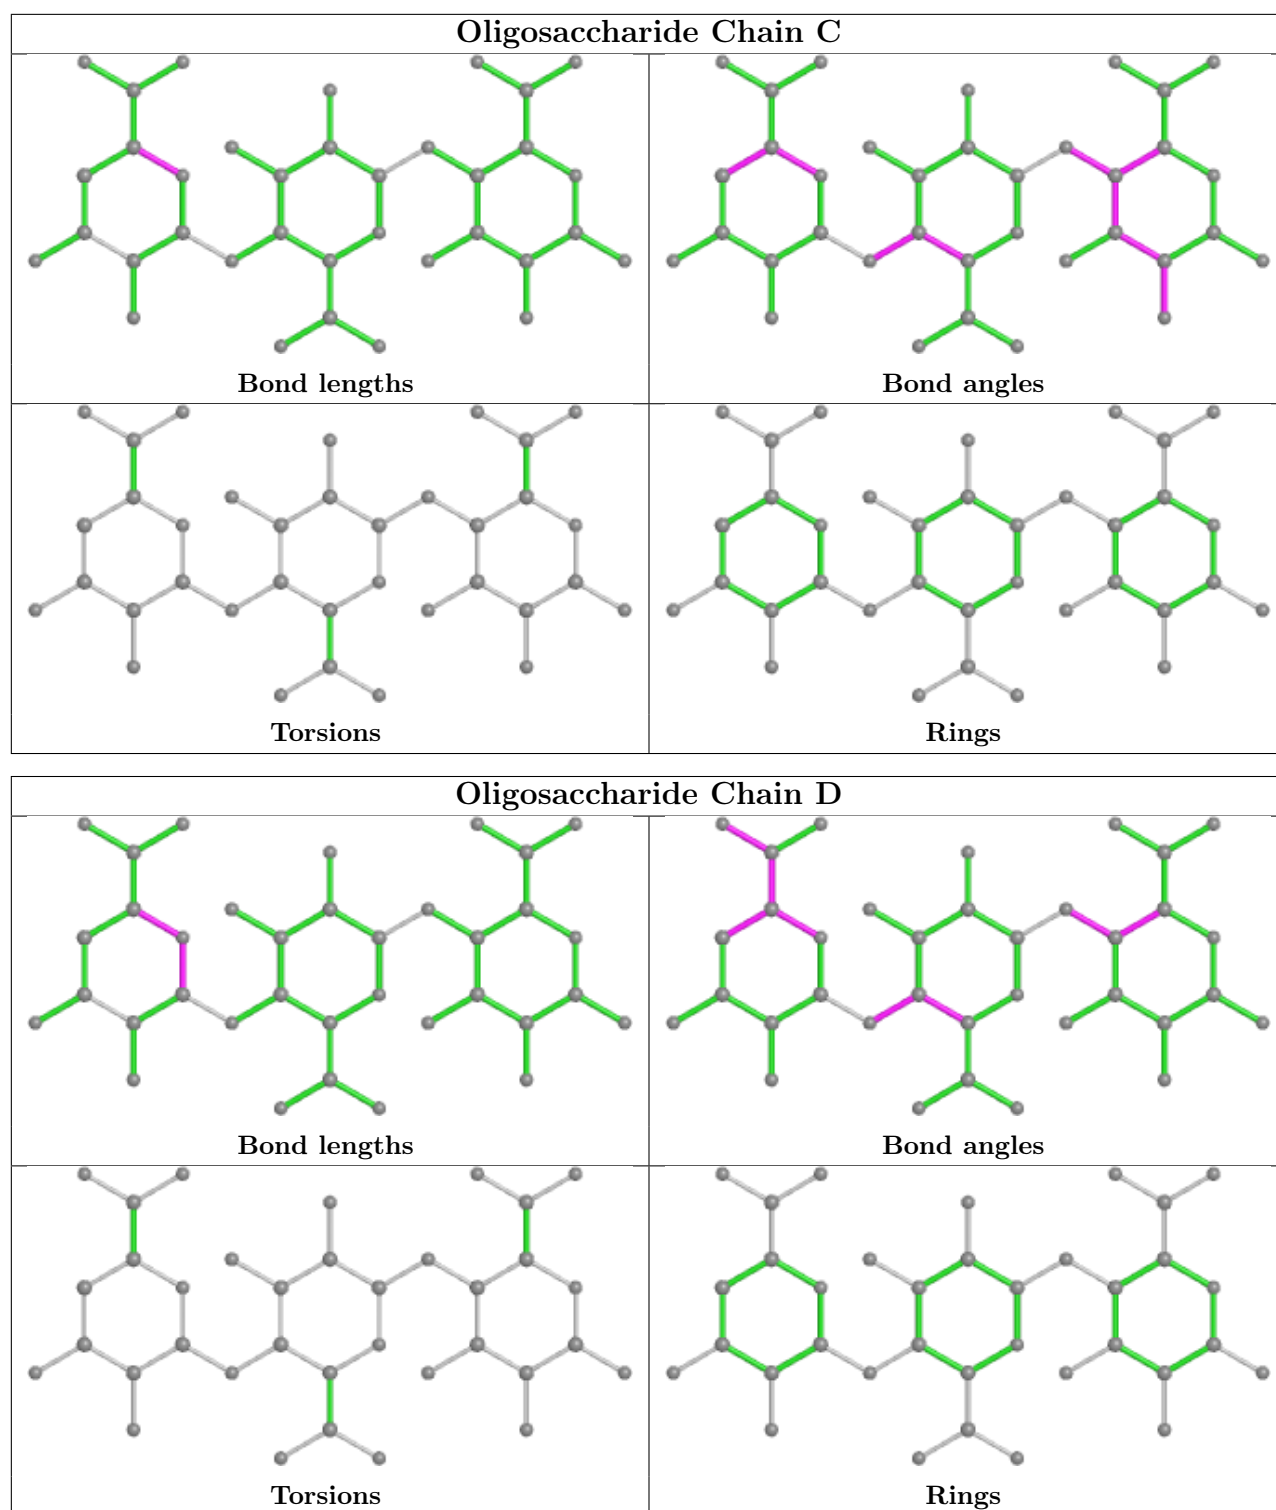 Oligosaccharide Chain C
Bond lengths
Bond angles
Torsions
Rings
Oligosaccharide Chain D
Bond lengths
Bond angles
Torsions
Rings